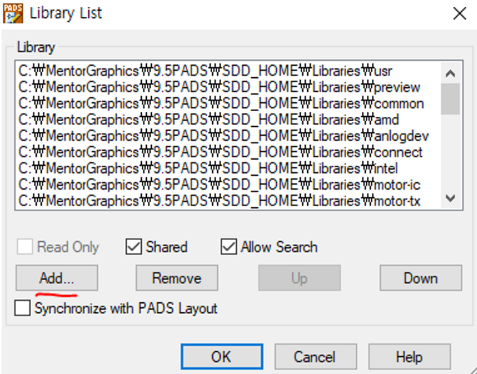 PADS
Library List
Library
C:₩MentorGraphics₩9.5PADS₩SDD_HOME₩Libraries₩usr
C:₩MentorGraphics₩9.5PADS₩SDD_HOME₩Libraries₩preview
C:₩MentorGraphics₩9.5PADS₩SDD_HOME₩Libraries₩common
C:₩MentorGraphics₩9.5PADS₩SDD_HOME₩Libraries₩amd
C:₩MentorGraphics₩9.5PADS₩SDD_HOME₩Libraries₩anlogdev
C:₩MentorGraphics₩9.5PADS₩SDD_HOME₩Libraries₩connect
C:₩MentorGraphics₩9.5PADS₩SDD_HOME₩Libraries₩intel
C:₩MentorGraphics₩9.5PADS₩SDD_HOME₩Libraries₩motor-ic
C:₩MentorGraphics₩9.5PADS₩SDD_HOME₩Libraries₩motor-tx
Read Only Shared Allow Search
Add... Remove Up Down
Synchronize with PADS Layout
OK Cancel Help